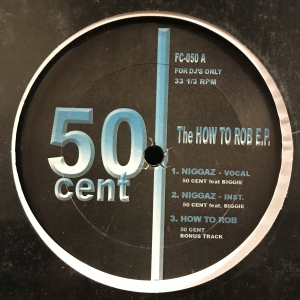 FC-050 A
FOR DJ'S ONLY
33 1/3 RPM
50
cent
The HOW TO ROB E.P.
1. NIGGAZ - VOCAL
50 CENT feat BIGGIE
2. NIGGAZ - INST.
50 CENT feat. BIGGIE
3. HOW TO ROB
50 CENT
BONUS TRACK